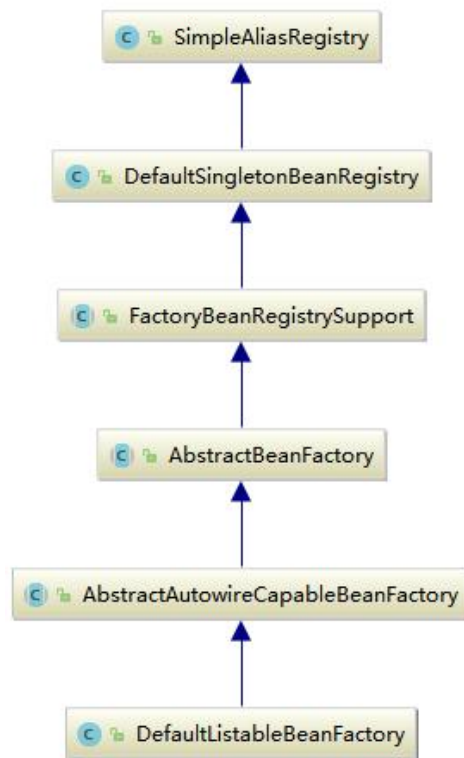 C SimpleAliasRegistry
C DefaultSingletonBeanRegistry
C FactoryBeanRegistrySupport
C AbstractBeanFactory
C AbstractAutowireCapableBeanFactory
C DefaultListableBeanFactory